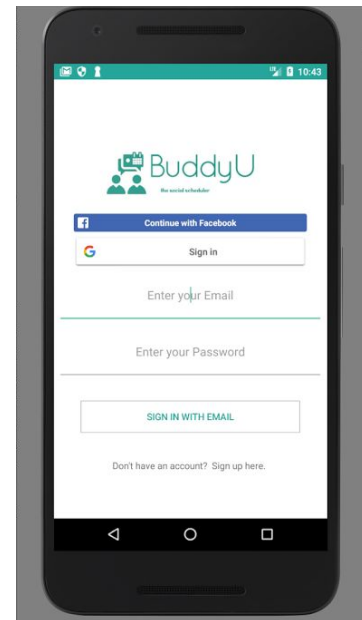 10:43
BuddyU
the social scheduler
Continue with Facebook
Sign in
Enter your Email
Enter your Password
SIGN IN WITH EMAIL
Don't have an account? Sign up here.